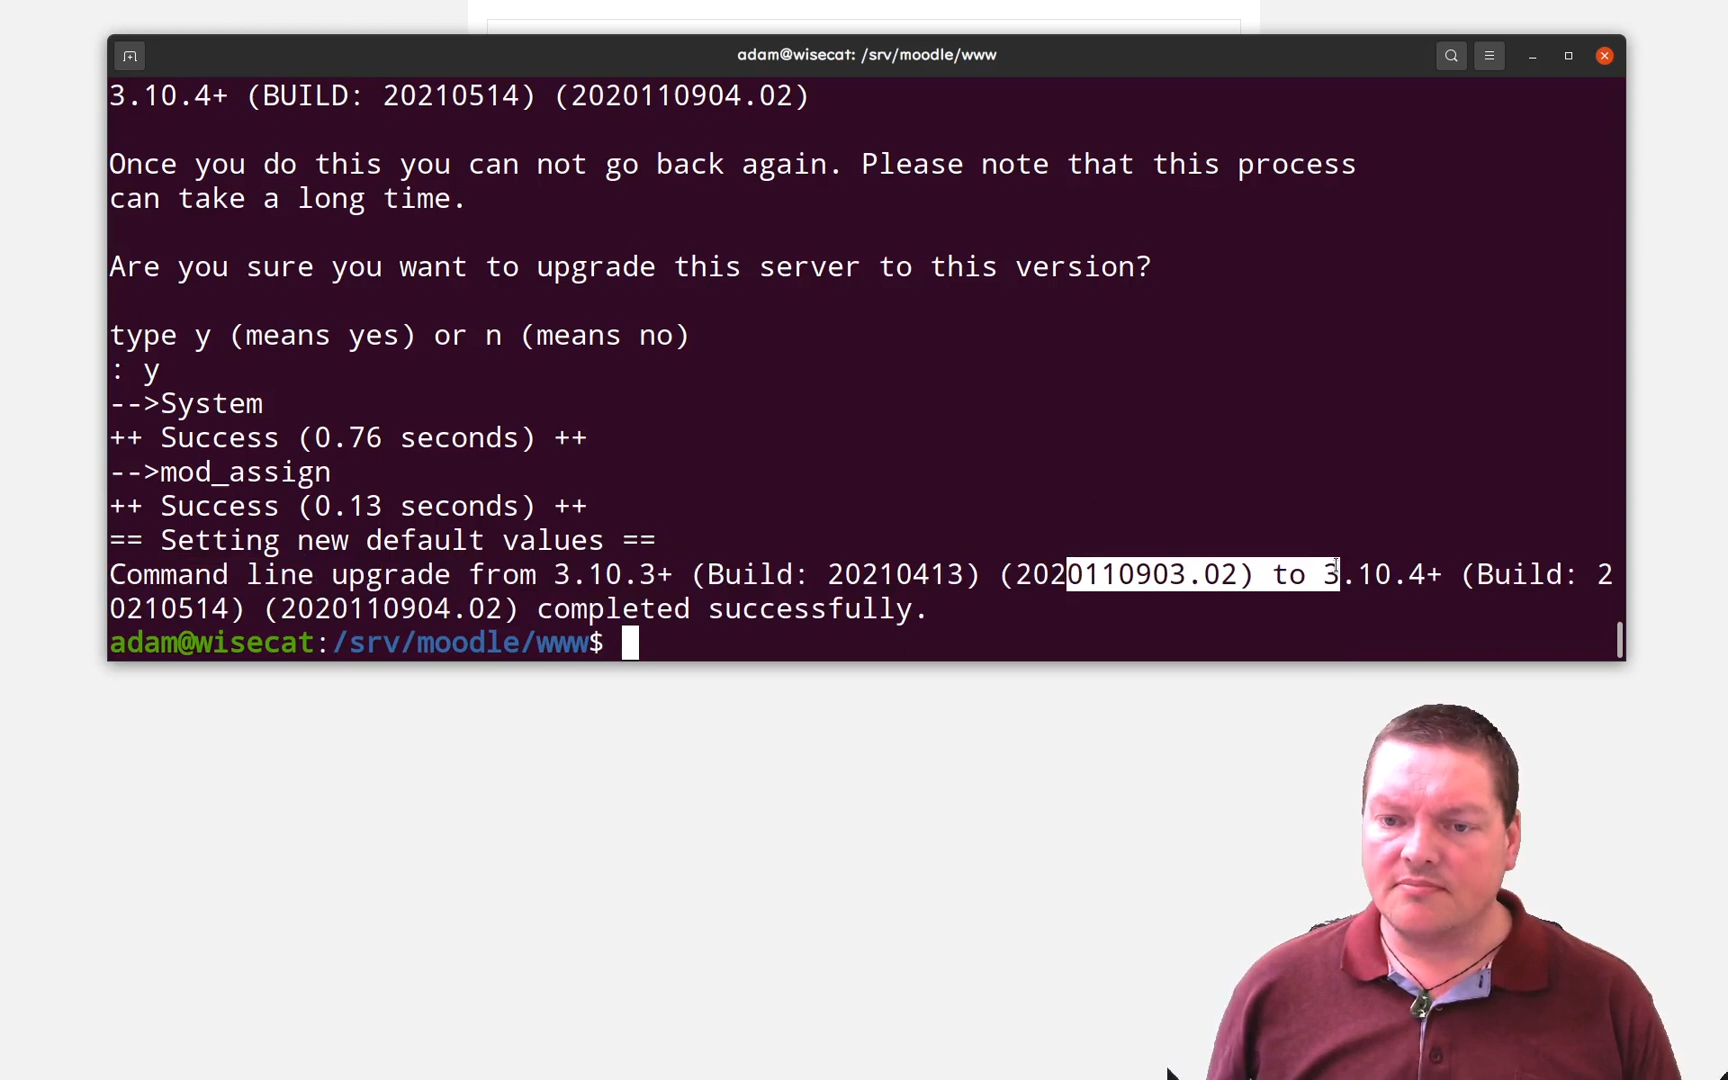 adam@wisecat: /srv/moodle/www
3.10.4+ (BUILD: 20210514) (2020110904.02)
Once you do this you can not go back again. Please note that this process
can take a long time.
Are you sure you want to upgrade this server to this version?
type y (means yes) or n (means no)
: y
-->System
++ Success (0.76 seconds) ++
-->mod_assign
++ Success (0.13 seconds) ++
== Setting new default values ==
Command line upgrade from 3.10.3+ (Build: 20210413) (2020110903.02) to 3.10.4+ (Build: 2
0210514) (2020110904.02) completed successfully.
adam@wisecat:/srv/moodle/www$